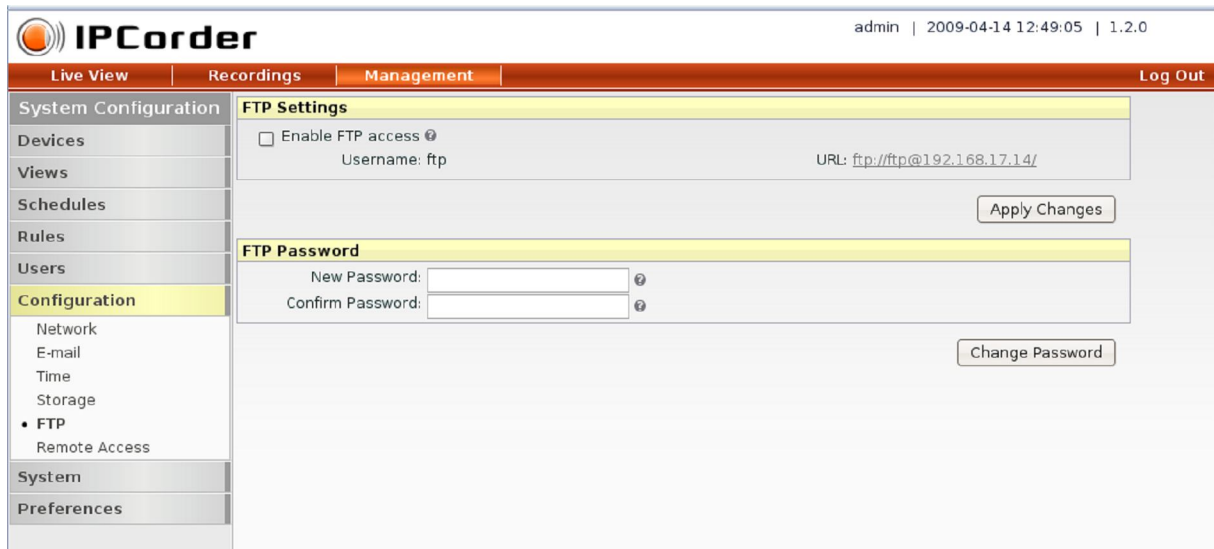 IPCorder
admin | 2009-04-14 12:49:05 | 1.2.0
Live View | Recordings | Management | Log Out
System Configuration
Devices
Views
Schedules
Rules
Users
Configuration
Network
E-mail
Time
Storage
• FTP
Remote Access
System
Preferences
FTP Settings
Enable FTP access
Username: ftp URL: ftp://ftp@192.168.17.14/
Apply Changes
FTP Password
New Password:
Confirm Password:
Change Password